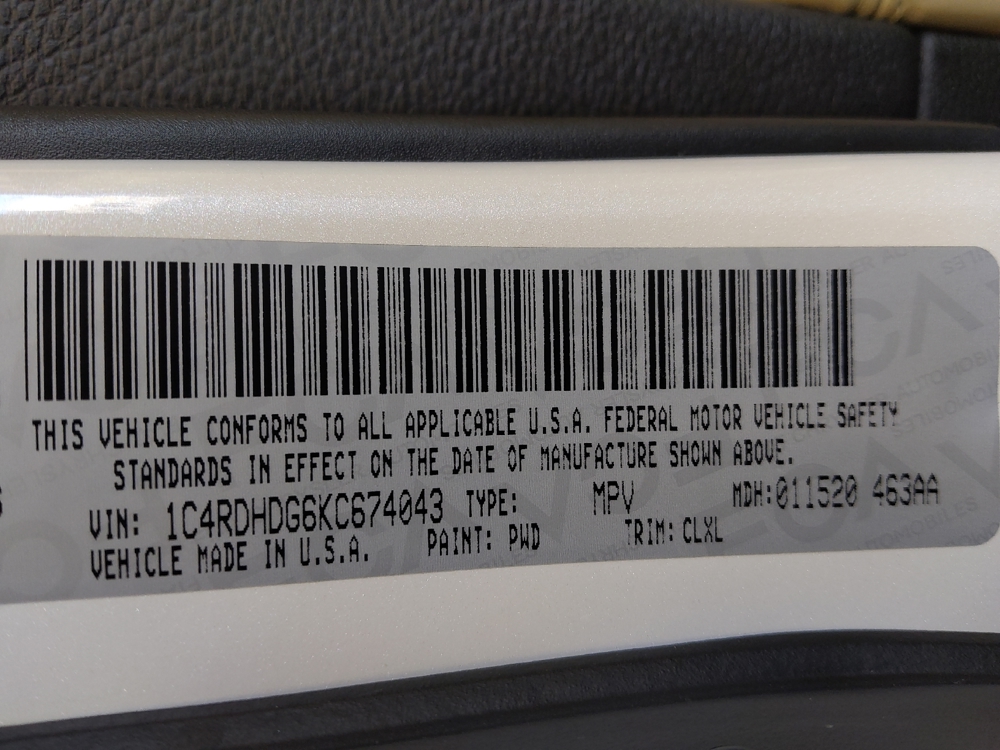 THIS VEHICLE CONFORMS TO ALL APPLICABLE U.S.A. FEDERAL MOTOR VEHICLE SAFETY
STANDARDS IN EFFECT ON THE DATE OF MANUFACTURE SHOWN ABOVE.
VIN: 1C4RDHDG6KC674043 TYPE: MPV MDH:011520 463AA
VEHICLE MADE IN U.S.A. PAINT: PWD TRIM: CLXL